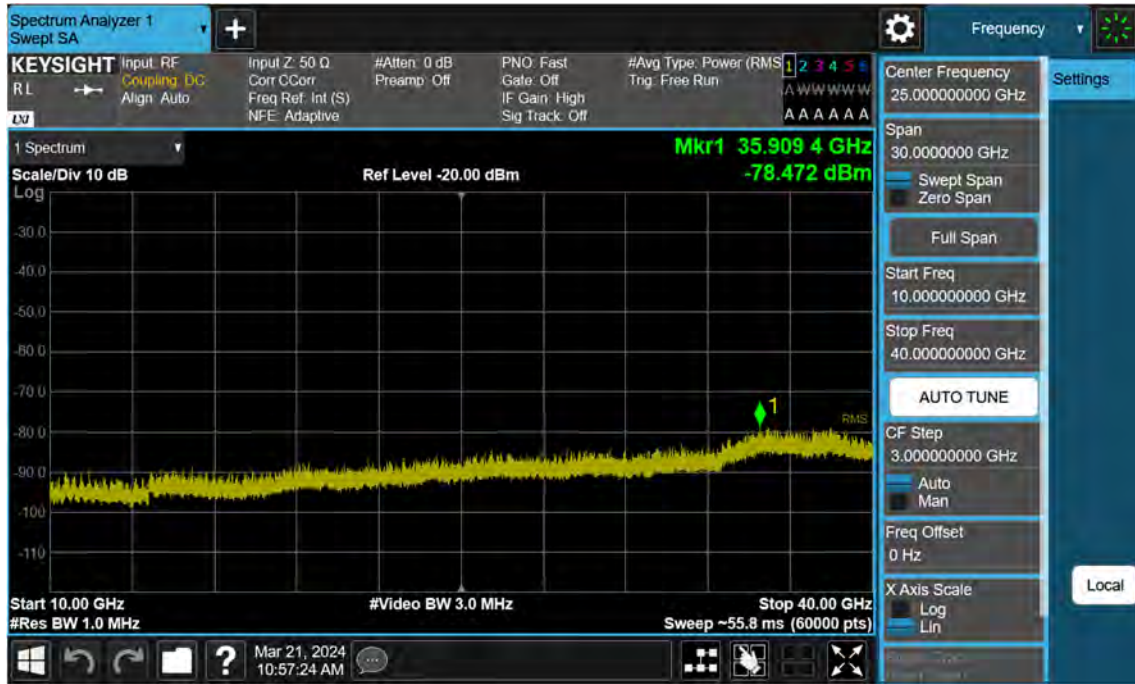 Spectrum Analyzer 1
Swept SA
+
Frequency
KEYSIGHT
RL
LXI
Input: RF
Coupling: DC
Align: Auto
Input Z: 50 Ω
Corr CCorr
Freq Ref: Int (S)
NFE: Adaptive
#Atten: 0 dB
Preamp: Off
PNO: Fast
Gate: Off
IF Gain: High
Sig Track: Off
#Avg Type: Power (RMS
Trig: Free Run
1 2 3 4 5 6
A W W W W W
A A A A A A
1 Spectrum
Scale/Div 10 dB
Ref Level -20.00 dBm
Mkr1 35.909 4 GHz
-78.472 dBm
Log
-30.0
-40.0
-50.0
-60.0
-70.0
-80.0
-90.0
-100
-110
1
RMS
Start 10.00 GHz
#Video BW 3.0 MHz
Stop 40.00 GHz
#Res BW 1.0 MHz
Sweep ~55.8 ms (60000 pts)
Center Frequency
25.000000000 GHz
Span
30.0000000 GHz
Swept Span
Zero Span
Full Span
Start Freq
10.000000000 GHz
Stop Freq
40.000000000 GHz
AUTO TUNE
CF Step
3.000000000 GHz
Auto
Man
Freq Offset
0 Hz
X Axis Scale
Log
Lin
Settings
Local
?
Mar 21, 2024
10:57:24 AM